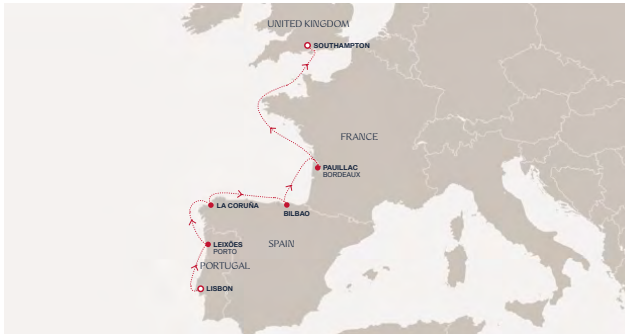 UNITED KINGDOM
SOUTHAMPTON
FRANCE
PAUILLAC
BORDEAUX
LA CORUÑA
BILBAO
LEIXÕES
PORTO
SPAIN
PORTUGAL
LISBON